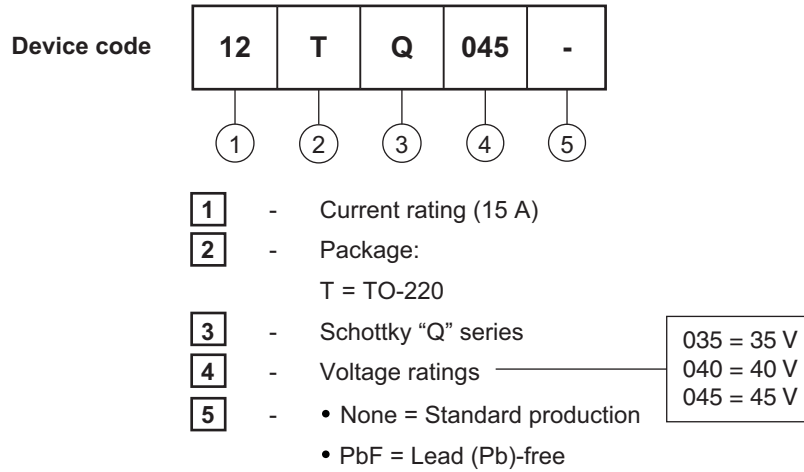 Device code 12 T Q 045 -
1 2 3 4 5
1 - Current rating (15 A)
2 - Package:
T = TO-220
3 - Schottky “Q” series
4 - Voltage ratings
035 = 35 V
040 = 40 V
045 = 45 V
5 - • None = Standard production
• PbF = Lead (Pb)-free